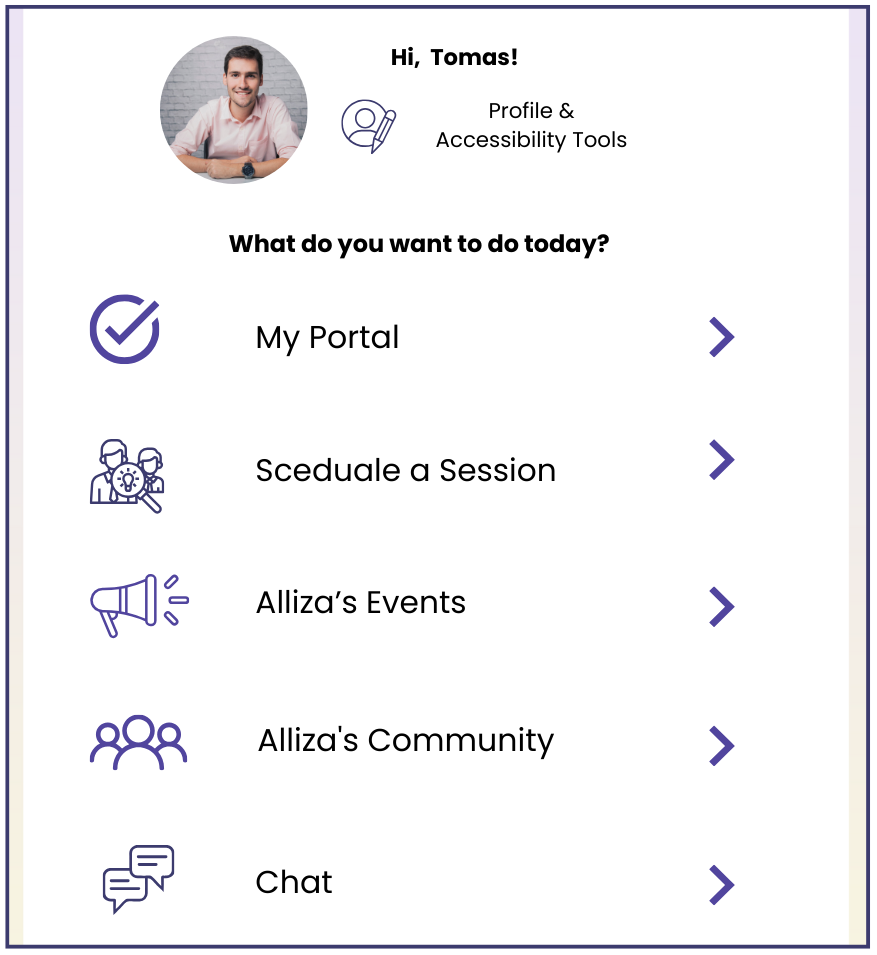 Hi, Tomas!
Profile &
Accessibility Tools
What do you want to do today?
My Portal
Sceduale a Session
Alliza’s Events
Alliza's Community
Chat